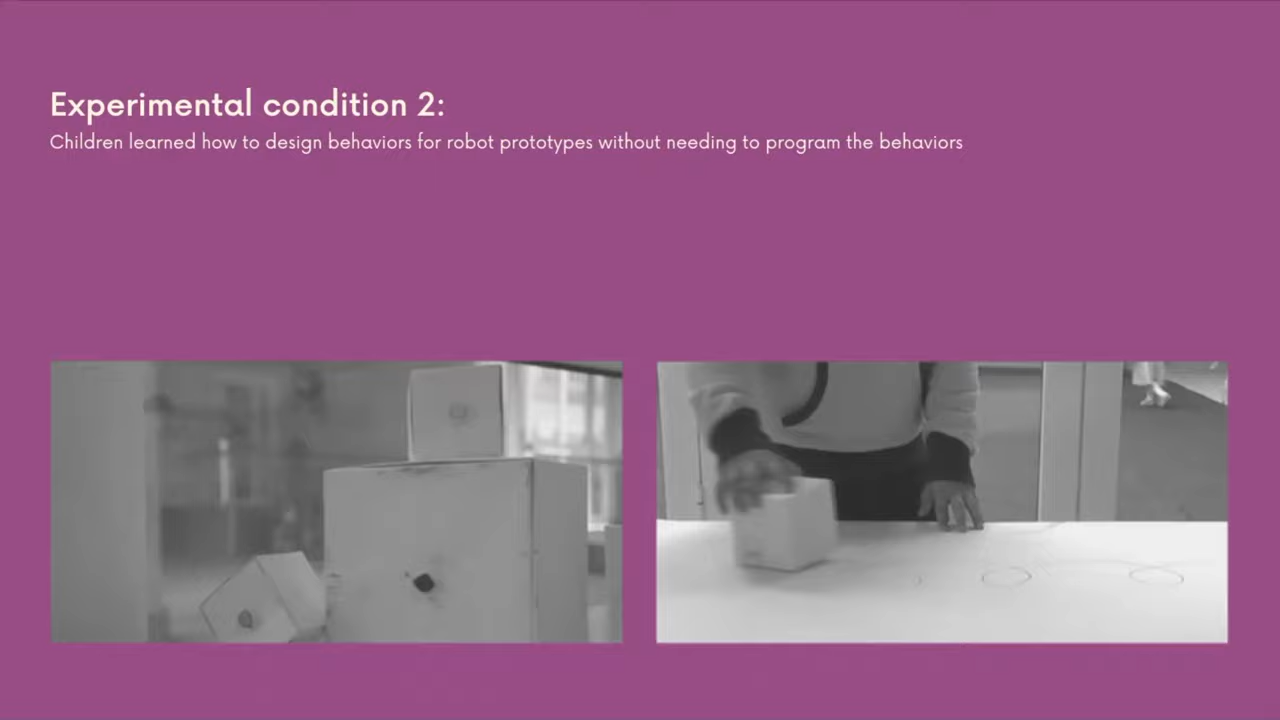 Experimental condition 2:
Children learned how to design behaviors for robot prototypes without needing to program the behaviors